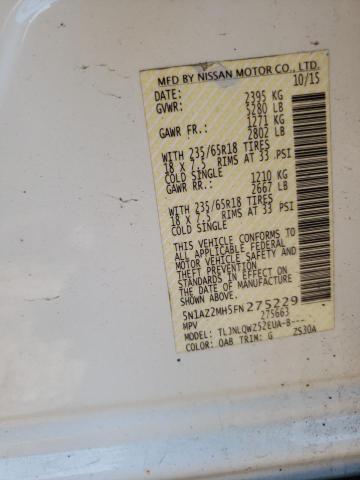 MFD BY NISSAN MOTOR CO., LTD.
DATE: 10/15
GVWR: 2395 KG
5280 LB
GAWR FR.: 1271 KG
2802 LB
WITH 235/65R18 TIRES
18 X 7.5 RIMS AT 33 PSI
COLD SINGLE
GAWR RR.: 1210 KG
2667 LB
WITH 235/65R18 TIRES
18 X 7.5 RIMS AT 33 PSI
COLD SINGLE
THIS VEHICLE CONFORMS TO
ALL APPLICABLE FEDERAL
MOTOR VEHICLE SAFETY AND
THEFT PREVENTION
STANDARDS IN EFFECT ON
THE DATE OF MANUFACTURE
SHOWN ABOVE.
5N1AZ2MH5FN275229
MPV 275663
MODEL: TLJNLQWZ52EUA-B---
COLOR: QAB TRIM: G Z530A